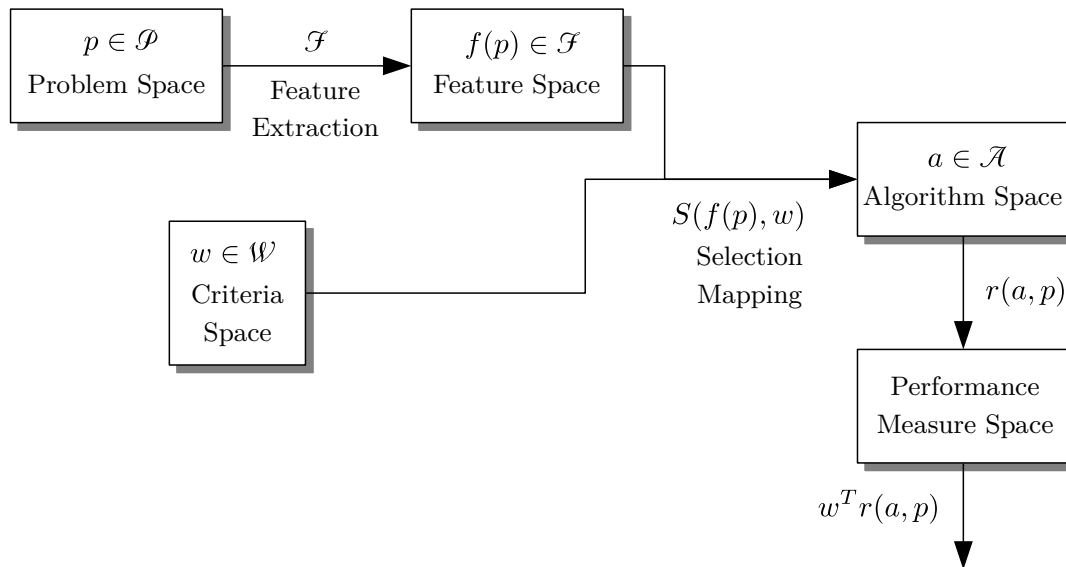 p ∈ 𝒫
Problem Space
ℱ
Feature
Extraction
f(p) ∈ ℱ
Feature Space
a ∈ 𝒜
Algorithm Space
S(f(p), w)
Selection
Mapping
w ∈ 𝒲
Criteria
Space
r(a, p)
Performance
Measure Space
w^T r(a, p)